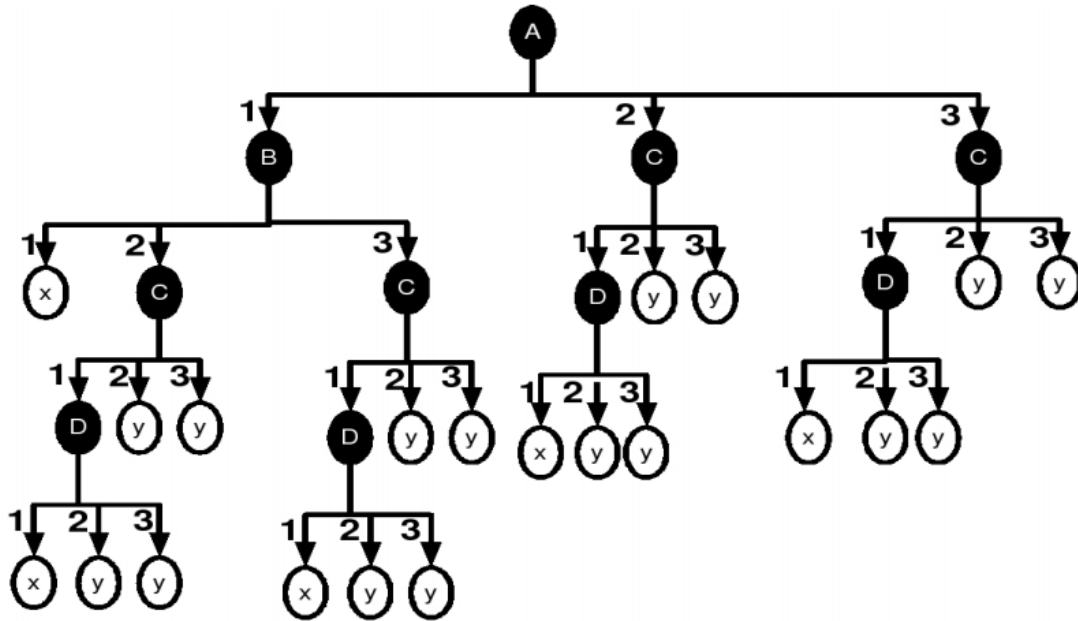 A
1 2 3
B C C
1 2 3 1 2 3 1 2 3
x C C D y y D y y
1 2 3 1 2 3 1 2 3 1 2 3
D y y D y y x y y x y y
1 2 3 1 2 3
x y y x y y